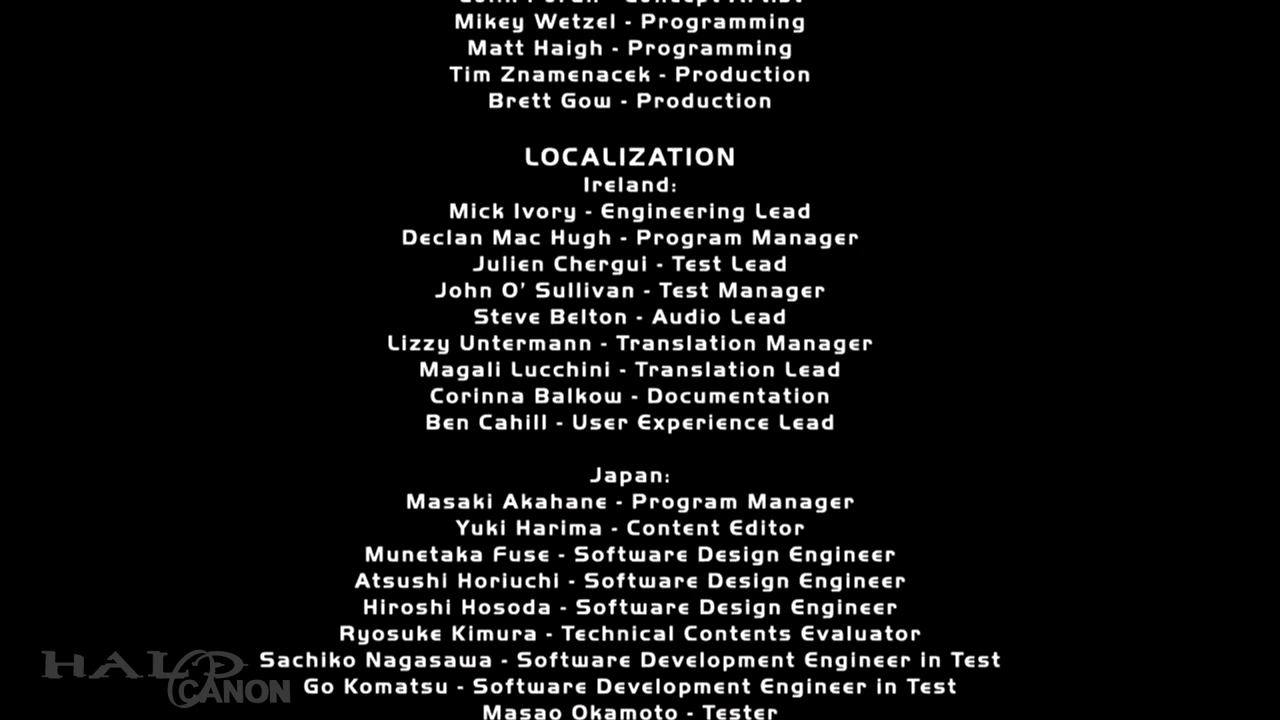 Mikey Wetzel - Programming
Matt Haigh - Programming
Tim Znamenacek - Production
Brett Gow - Production
LOCALIZATION
Ireland:
Mick Ivory - Engineering Lead
Declan Mac Hugh - Program Manager
Julien Chergui - Test Lead
John O' Sullivan - Test Manager
Steve Belton - Audio Lead
Lizzy Untermann - Translation Manager
Magali Lucchini - Translation Lead
Corinna Balkow - Documentation
Ben Cahill - User Experience Lead
Japan:
Masaki Akahane - Program Manager
Yuki Harima - Content Editor
Munetaka Fuse - Software Design Engineer
Atsushi Horiuchi - Software Design Engineer
Hiroshi Hosoda - Software Design Engineer
Ryosuke Kimura - Technical Contents Evaluator
Sachiko Nagasawa - Software Development Engineer in Test
Go Komatsu - Software Development Engineer in Test
Masao Okamoto - Tester
HALO
CANON